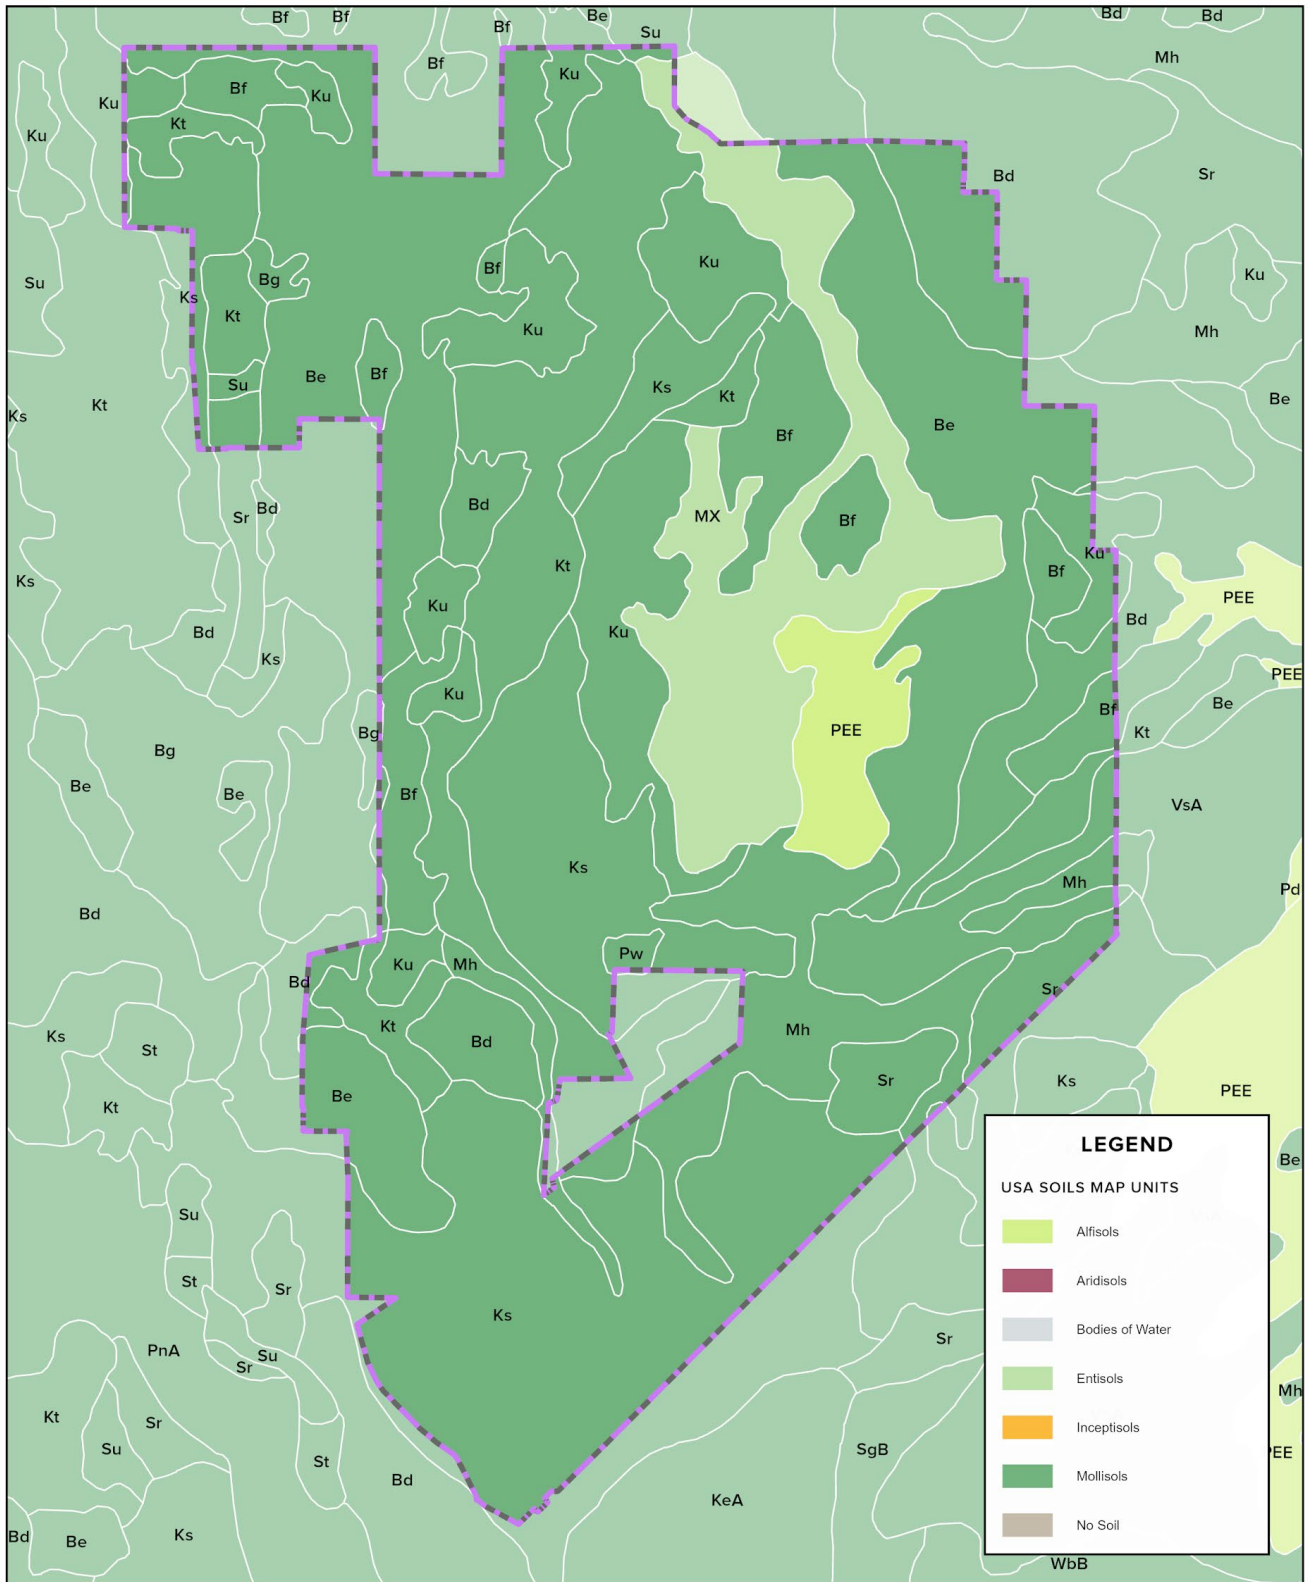 Bf
Bf
Bf
Be
Su
Bd
Bd
Mh
Bf
Ku
Bf
Ku
Ku
Kt
Ku
Bd
Sr
Ku
Bf
Bg
Ku
Ku
Su
Ks
Kt
Ku
Mh
Su
Be
Bf
Ks
Kt
Be
Ks
Kt
Bf
Be
Sr
Bd
Bd
MX
Bf
Ks
Kt
Bf
Ku
Ku
PEE
Bd
Ks
Ku
Bd
PEE
Ku
Bf
Be
Bg
Bg
PEE
Kt
Be
Be
Bf
VsA
Ks
Mh
Pd
Bd
Pw
Ku
Mh
Bd
Sr
Ks
St
Kt
Bd
Mh
Sr
Ks
PEE
Kt
Be
Be
Su
St
Sr
Ks
PnA
Su
Sr
Sr
Mh
Kt
Sr
Su
St
Bd
SgB
PEE
KeA
Bd
Be
Ks
WbB
LEGEND
USA SOILS MAP UNITS
Alfisols
Aridisols
Bodies of Water
Entisols
Inceptisols
Mollisols
No Soil